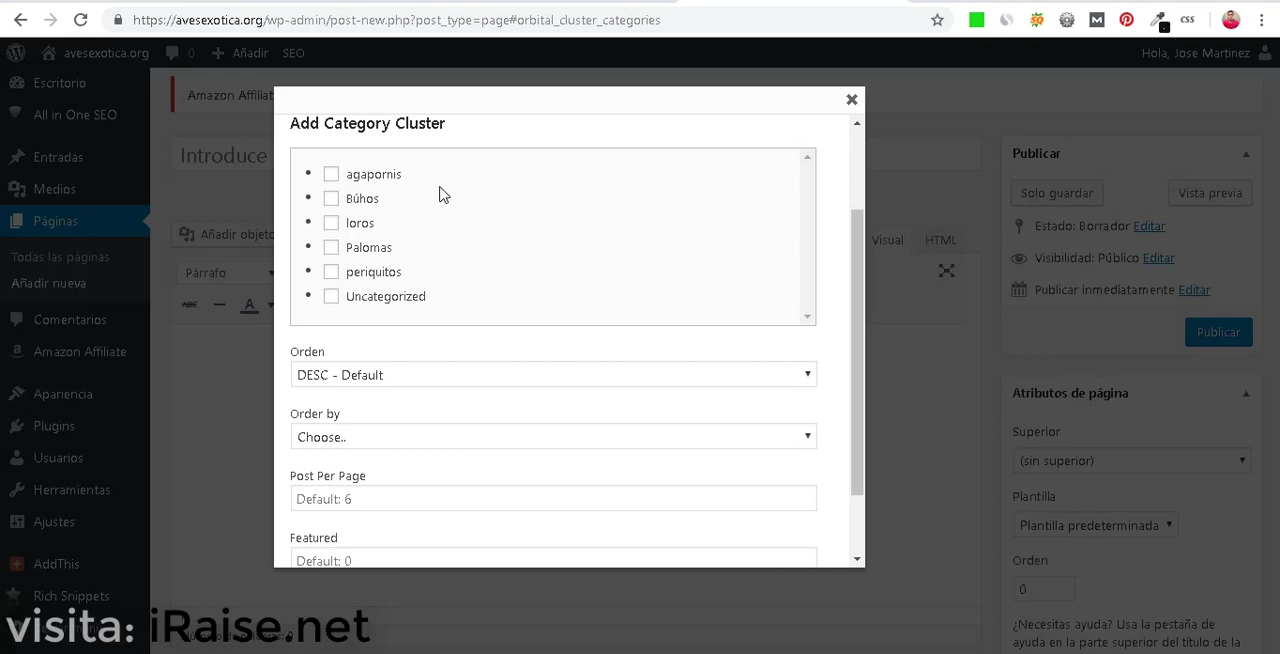 https://avesexotica.org/wp-admin/post-new.php?post_type=page#orbital_cluster_categories
CSS
avesexotica.org
0
Añadir
SEO
Hola, Jose Martinez
Escritorio
All in One SEO
Entradas
Medios
Páginas
Todas las páginas
Añadir nueva
Comentarios
Amazon Affiliate
Apariencia
Plugins
Usuarios
Herramientas
Ajustes
AddThis
Rich Snippets
Amazon Affiliat
Introduce
Añadir objeto
Visual
HTML
Párrafo
ABC
A
Add Category Cluster
agapornis
Búhos
loros
Palomas
periquitos
Uncategorized
Orden
DESC - Default
Order by
Choose..
Post Per Page
Default: 6
Featured
Default: 0
Publicar
Solo guardar
Vista previa
Estado: Borrador Editar
Visibilidad: Público Editar
Publicar inmediatamente Editar
Publicar
Atributos de página
Superior
(sin superior)
Plantilla
Plantilla predeterminada
Orden
0
¿Necesitas ayuda? Usa la pestaña de
ayuda en la parte superior del título de la
visita: iRaise.net